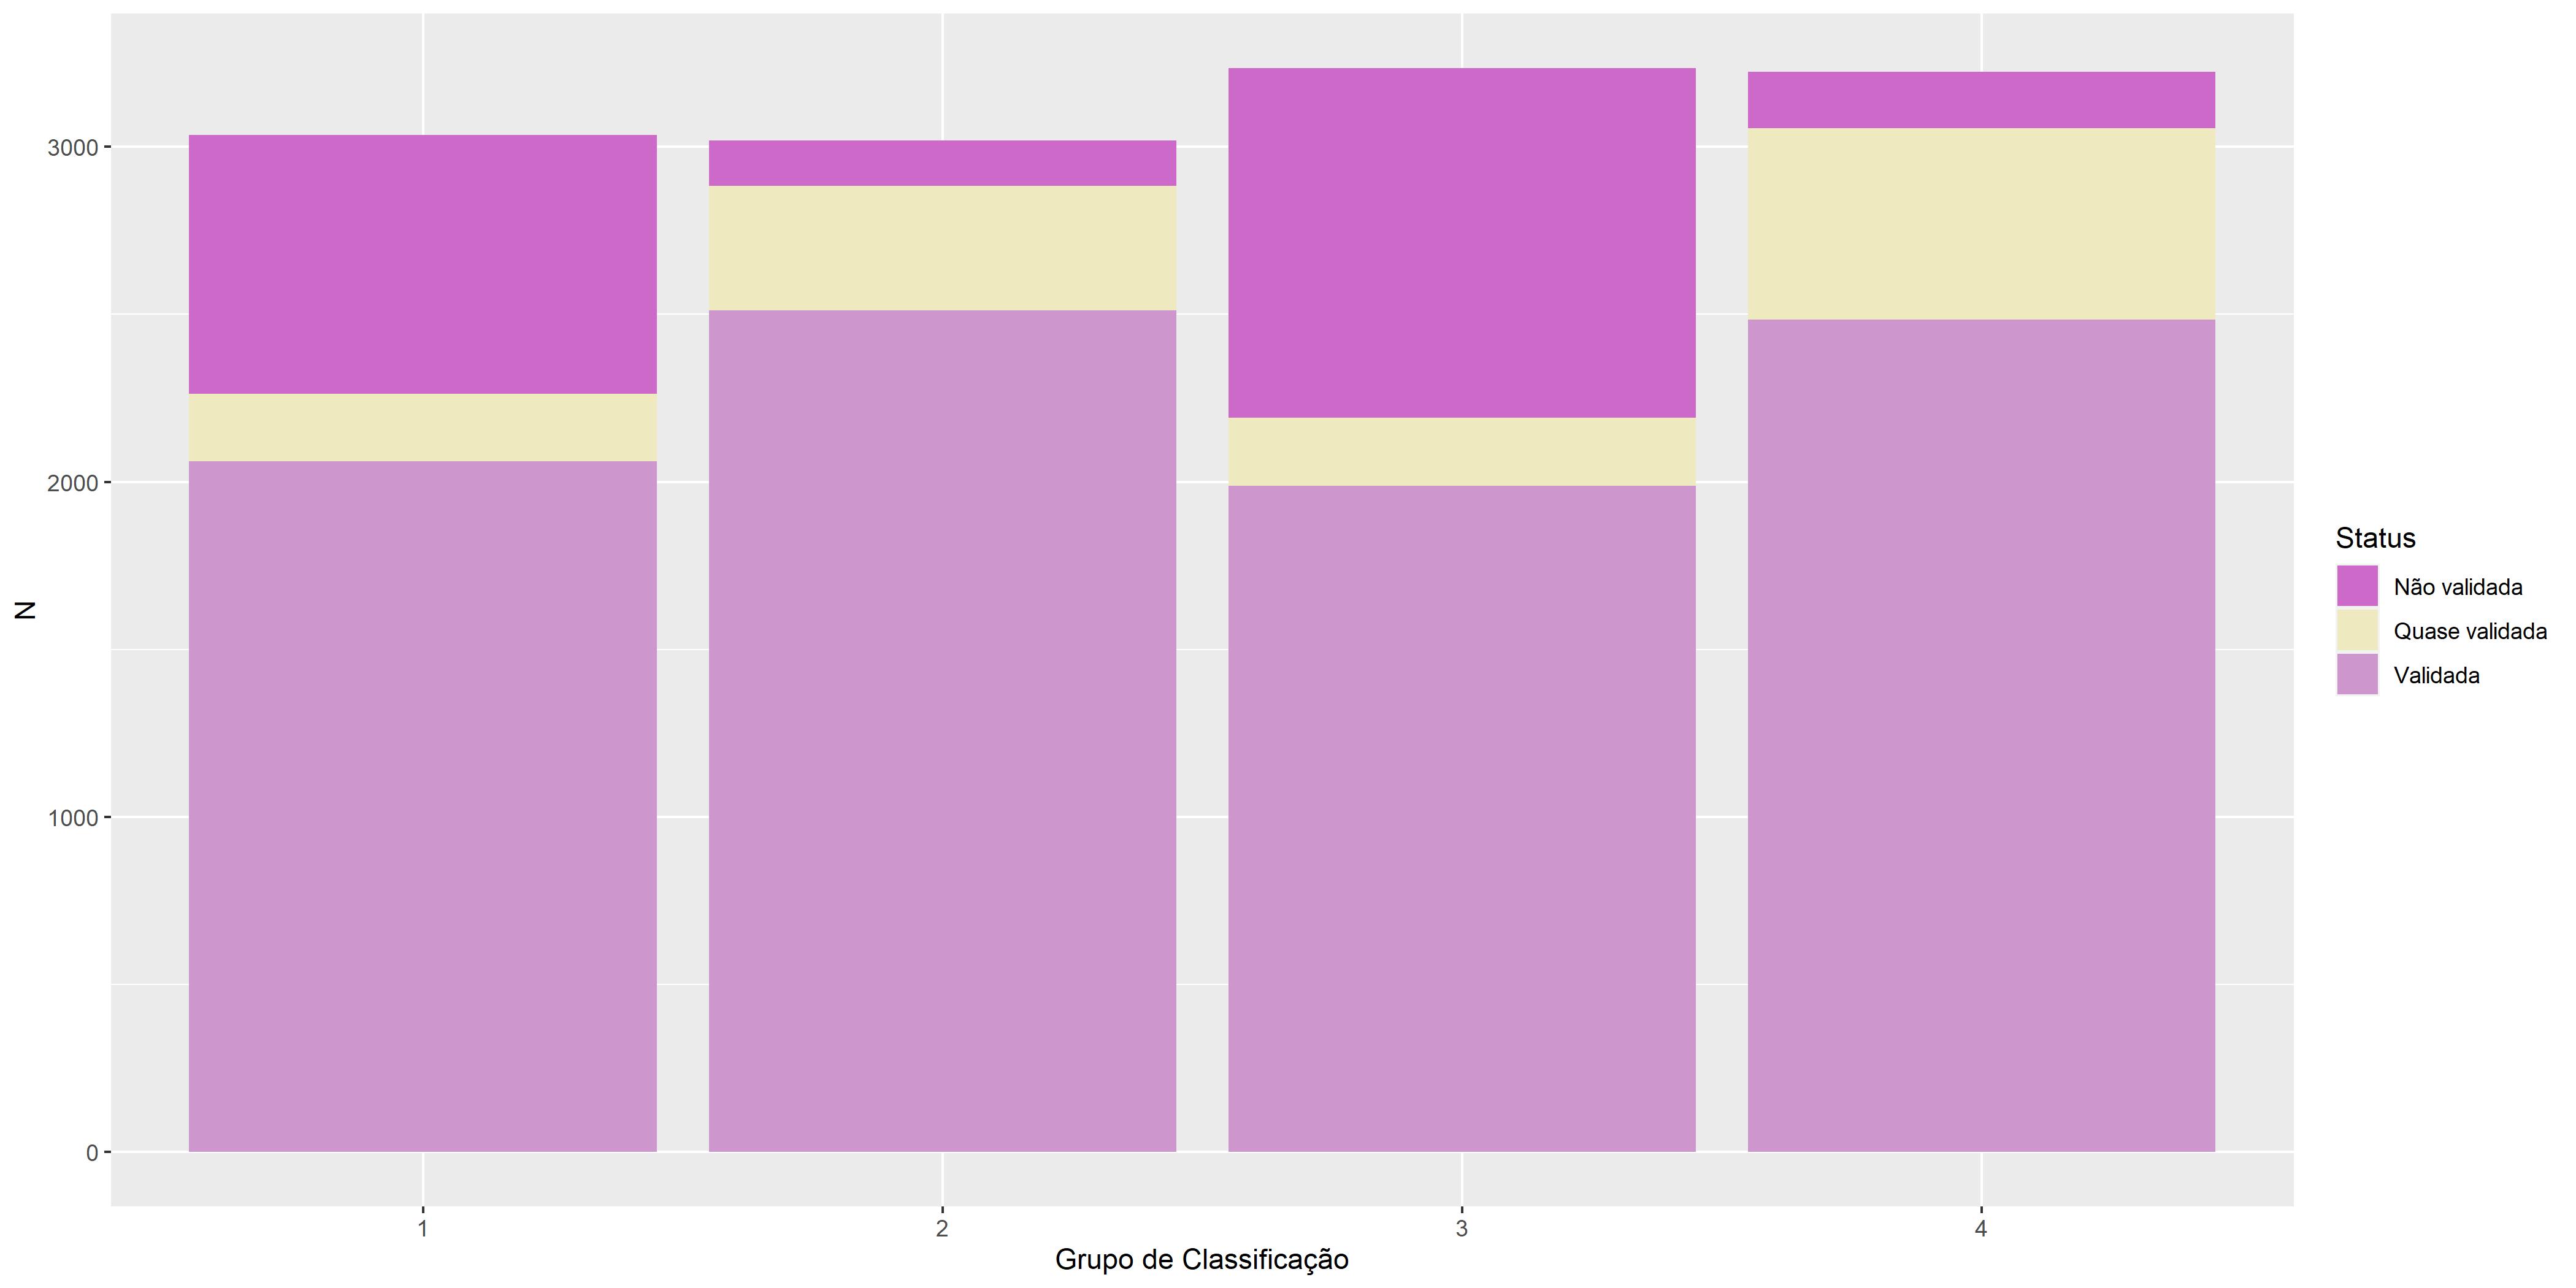 3000
2000
1000
0
N
1
2
3
4
Grupo de Classificação
Status
Não validada
Quase validada
Validada